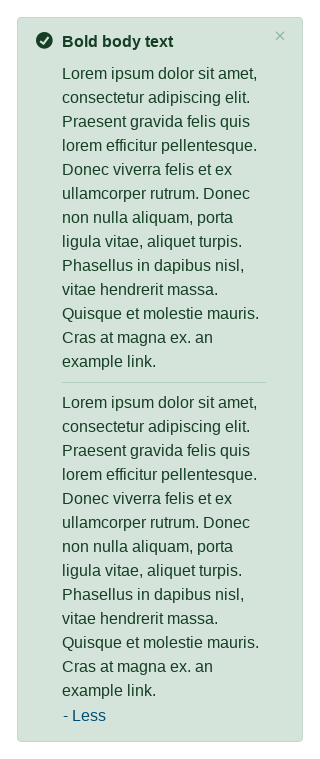 Bold body text
×
Lorem ipsum dolor sit amet,
consectetur adipiscing elit.
Praesent gravida felis quis
lorem efficitur pellentesque.
Donec viverra felis et ex
ullamcorper rutrum. Donec
non nulla aliquam, porta
ligula vitae, aliquet turpis.
Phasellus in dapibus nisl,
vitae hendrerit massa.
Quisque et molestie mauris.
Cras at magna ex. an
example link.
Lorem ipsum dolor sit amet,
consectetur adipiscing elit.
Praesent gravida felis quis
lorem efficitur pellentesque.
Donec viverra felis et ex
ullamcorper rutrum. Donec
non nulla aliquam, porta
ligula vitae, aliquet turpis.
Phasellus in dapibus nisl,
vitae hendrerit massa.
Quisque et molestie mauris.
Cras at magna ex. an
example link.
- Less